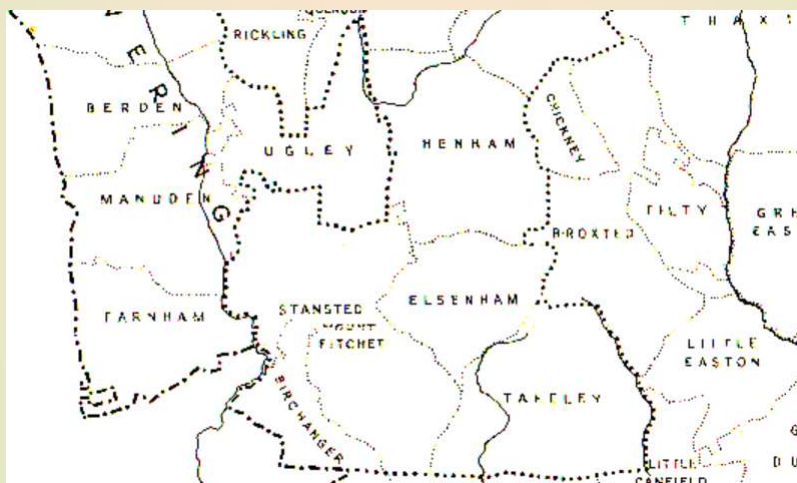 THAX
RICKLING
BERDEN
CHICKNEY
UGLEY
HENHAM
MANUDEN
TILTY
BROXTED
STANSTED
MOUNT
FITCHET
ELSENHAM
FARNHAM
LITTLE
EASTON
TAKELEY
BIRCHANGER
LITTLE
CANFIELD